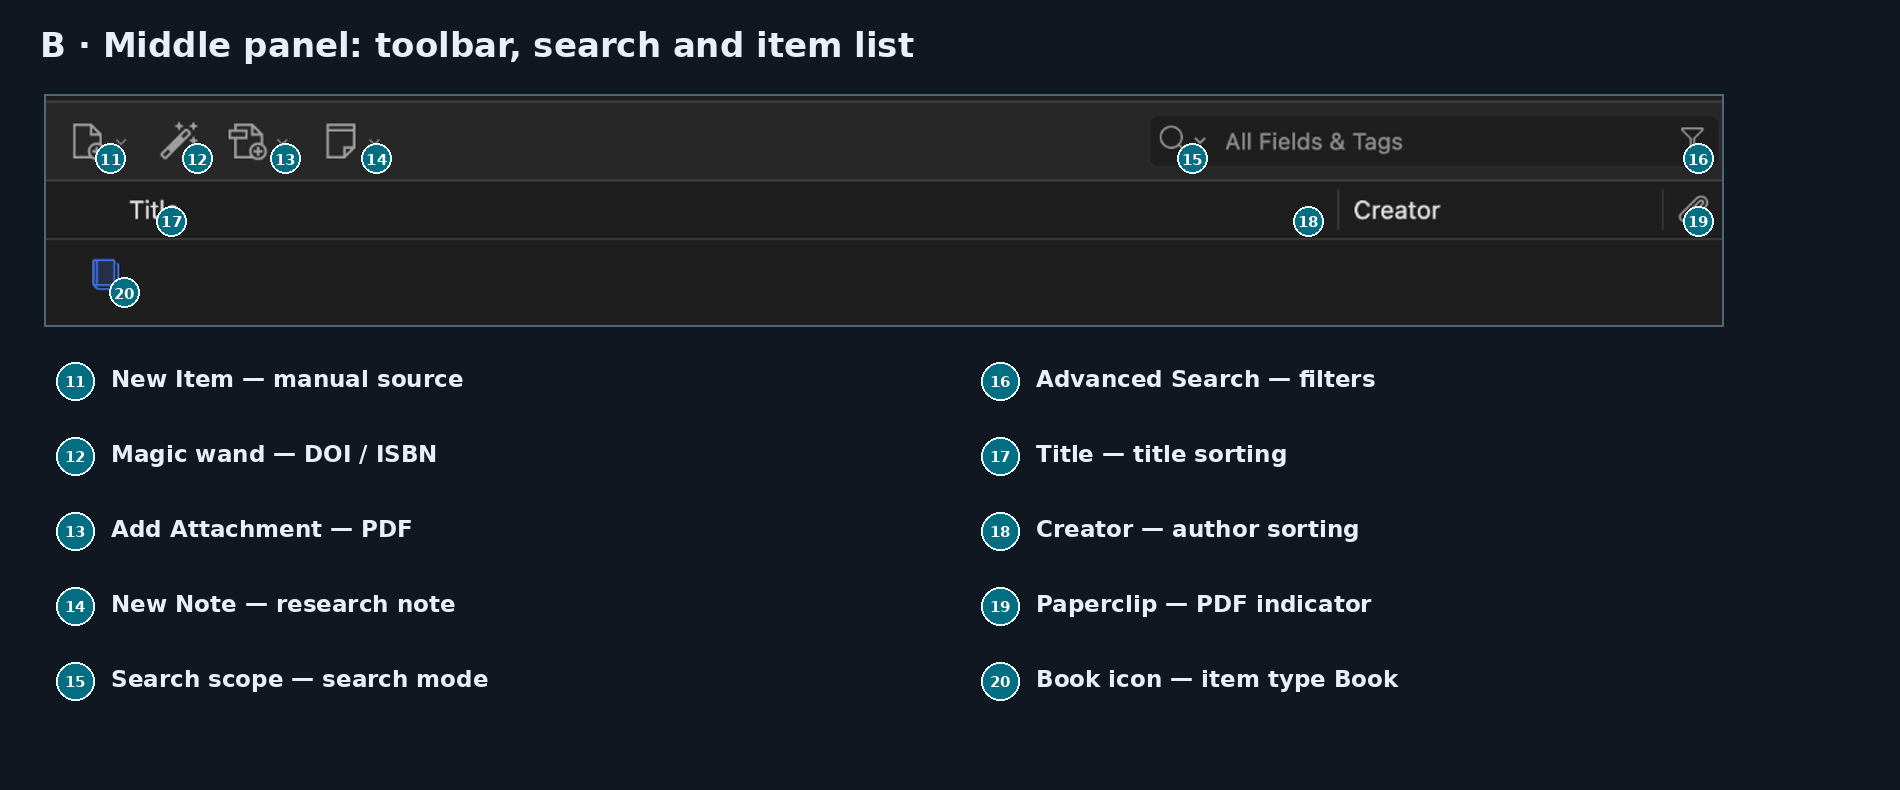 B · Middle panel: toolbar, search and item list
11 12 13 14 15 All Fields & Tags 16
17 18 Creator 19
20
11 New Item — manual source
12 Magic wand — DOI / ISBN
13 Add Attachment — PDF
14 New Note — research note
15 Search scope — search mode
16 Advanced Search — filters
17 Title — title sorting
18 Creator — author sorting
19 Paperclip — PDF indicator
20 Book icon — item type Book